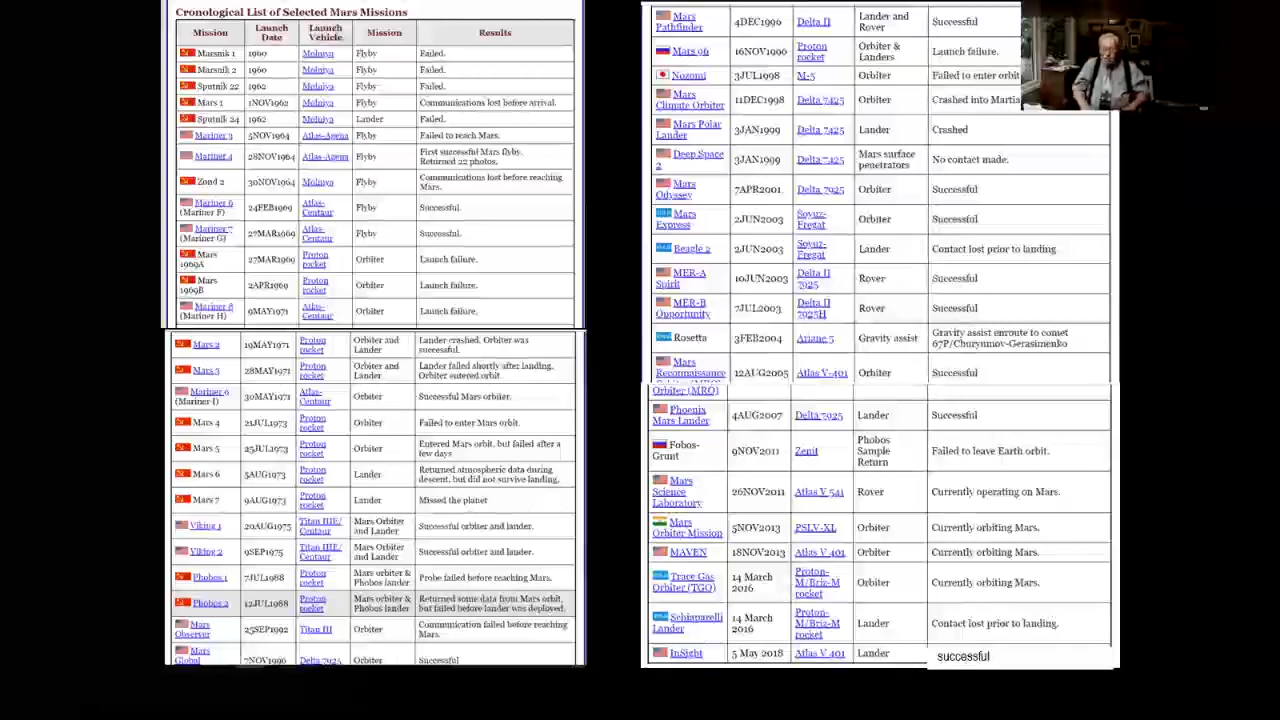 Cronological List of Selected Mars Missions
Mission Launch Date Launch Vehicle Mission Results
Marsnik 1 1960 Molniya Flyby Failed.
Marsnik 2 1960 Molniya Flyby Failed.
Sputnik 22 1962 Molniya Flyby Failed.
Mars 1 1NOV1962 Molniya Flyby Communications lost before arrival.
Sputnik 24 1962 Molniya Lander Failed.
Mariner 3 5NOV1964 Atlas-Agena Flyby Failed to reach Mars.
Mariner 4 28NOV1964 Atlas-Agena Flyby First successful Mars flyby. Returned 22 photos.
Zond 2 30NOV1964 Molniya Flyby Communications lost before reaching Mars.
Mariner 6 (Mariner F) 24FEB1969 Atlas-Centaur Flyby Successful.
Mariner 7 (Mariner G) 27MAR1969 Atlas-Centaur Flyby Successful.
Mars 1969A 27MAR1969 Proton rocket Orbiter Launch failure.
Mars 1969B 2APR1969 Proton rocket Orbiter Launch failure.
Mariner 8 (Mariner H) 9MAY1971 Atlas-Centaur Orbiter Launch failure.
Mars 2 19MAY1971 Proton rocket Orbiter and Lander Lander crashed. Orbiter was successful.
Mars 3 28MAY1971 Proton rocket Orbiter and Lander Lander failed shortly after landing. Orbiter entered orbit.
Mariner 9 (Mariner-I) 30MAY1971 Atlas-Centaur Orbiter Successful Mars orbiter.
Mars 4 21JUL1973 Proton rocket Orbiter Failed to enter Mars orbit.
Mars 5 25JUL1973 Proton rocket Orbiter Entered Mars orbit, but failed after a few days
Mars 6 5AUG1973 Proton rocket Lander Returned atmospheric data during descent, but did not survive landing.
Mars 7 9AUG1973 Proton rocket Lander Missed the planet
Viking 1 20AUG1975 Titan IIIE/Centaur Mars Orbiter and Lander Successful orbiter and lander.
Viking 2 9SEP1975 Titan IIIE/Centaur Mars Orbiter and Lander Successful orbiter and lander.
Phobos 1 7JUL1988 Proton rocket Mars orbiter & Phobos lander Probe failed before reaching Mars.
Phobos 2 12JUL1988 Proton rocket Mars orbiter & Phobos lander Returned some data from Mars orbit, but failed before lander was deployed.
Mars Observer 25SEP1992 Titan III Orbiter Communication failed before reaching Mars.
Mars Global 7NOV1996 Delta 7925 Orbiter Successful
Mars Pathfinder 4DEC1996 Delta II Lander and Rover Successful
Mars 96 16NOV1996 Proton rocket Orbiter & Landers Launch failure.
Nozomi 3JUL1998 M-5 Orbiter Failed to enter orbit
Mars Climate Orbiter 11DEC1998 Delta 7425 Orbiter Crashed into Martia
Mars Polar Lander 3JAN1999 Delta 7425 Lander Crashed
Deep Space 2 3JAN1999 Delta 7425 Mars surface penetrators No contact made.
Mars Odyssey 7APR2001 Delta 7925 Orbiter Successful
Mars Express 2JUN2003 Soyuz-Fregat Orbiter Successful
Beagle 2 2JUN2003 Soyuz-Fregat Lander Contact lost prior to landing
MER-A Spirit 10JUN2003 Delta II 7925 Rover Successful
MER-B Opportunity 7JUL2003 Delta II 7925H Rover Successful
Rosetta 3FEB2004 Ariane 5 Gravity assist Gravity assist enroute to comet 67P/Churyumov-Gerasimenko
Mars Reconnaissance 12AUG2005 Atlas V-401 Orbiter Successful
Orbiter (MRO)
Phoenix Mars Lander 4AUG2007 Delta 7925 Lander Successful
Fobos-Grunt 9NOV2011 Zenit Phobos Sample Return Failed to leave Earth orbit.
Mars Science Laboratory 26NOV2011 Atlas V 541 Rover Currently operating on Mars.
Mars Orbiter Mission 5NOV2013 PSLV-XL Orbiter Currently orbiting Mars.
MAVEN 18NOV2013 Atlas V 401 Orbiter Currently orbiting Mars.
Trace Gas Orbiter (TGO) 14 March 2016 Proton-M/Briz-M rocket Orbiter Currently orbiting Mars.
Schiaparelli Lander 14 March 2016 Proton-M/Briz-M rocket Lander Contact lost prior to landing.
InSight 5 May 2018 Atlas V 401 Lander successful